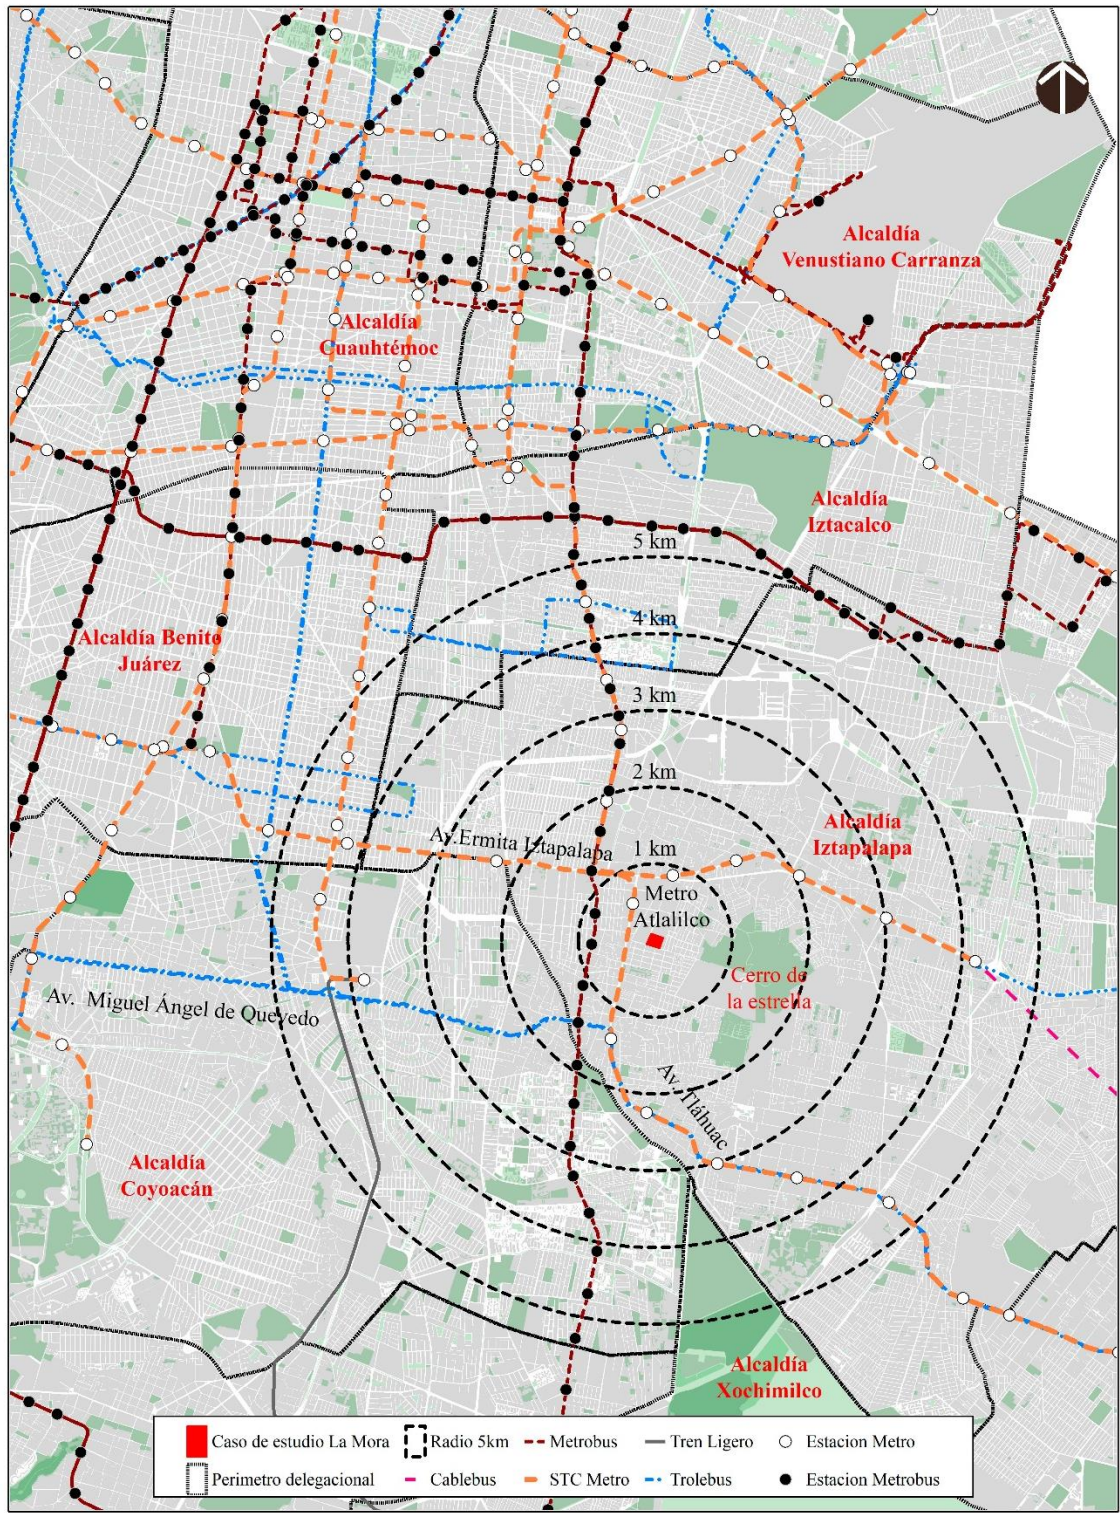 Alcaldía
Venustiano Carranza
Alcaldía
Cuauhtémoc
Alcaldía
Iztacalco
5 km
4 km
Alcaldía Benito
Juárez
3 km
2 km
Alcaldía
Iztapalapa
Av.Ermita Iztapalapa
1 km
Metro
Atlalilco
Cerro de
la estrella
Av. Miguel Ángel de Quevedo
Av. Tláhuac
Alcaldía
Coyoacán
Alcaldía
Xochimilco
Caso de estudio La Mora
Radio 5km
Metrobus
Tren Ligero
Estacion Metro
Perimetro delegacional
Cablebus
STC Metro
Trolebus
Estacion Metrobus